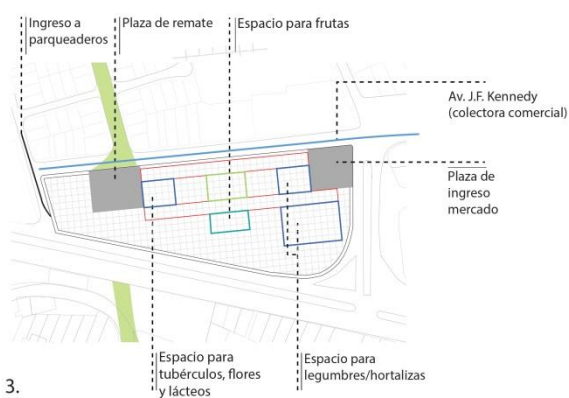 Ingreso a
parqueaderos
Plaza de remate
Espacio para frutas
Av. J.F. Kennedy
(colectora comercial)
Plaza de
ingreso
mercado
Espacio para
tubérculos, flores
y lácteos
Espacio para
legumbres/hortalizas
3.